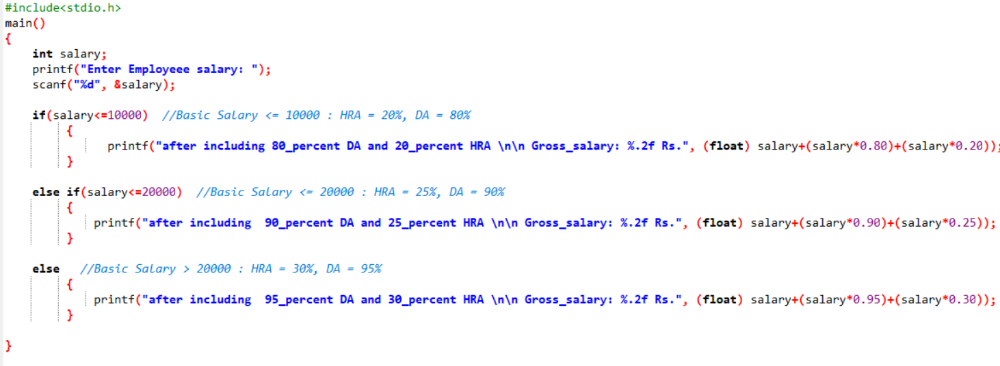 #include<stdio.h>
main()
{
int salary;
printf("Enter Employeee salary: ");
scanf("%d", &salary);
if(salary<=10000)  //Basic Salary <= 10000 : HRA = 20%, DA = 80%
{
printf("after including 80_percent DA and 20_percent HRA \n\n Gross_salary: %.2f Rs.", (float) salary+(salary*0.80)+(salary*0.20));
}
else if(salary<=20000)  //Basic Salary <= 20000 : HRA = 25%, DA = 90%
{
printf("after including  90_percent DA and 25_percent HRA \n\n Gross_salary: %.2f Rs.", (float) salary+(salary*0.90)+(salary*0.25));
}
else   //Basic Salary > 20000 : HRA = 30%, DA = 95%
{
printf("after including  95_percent DA and 30_percent HRA \n\n Gross_salary: %.2f Rs.", (float) salary+(salary*0.95)+(salary*0.30));
}
}